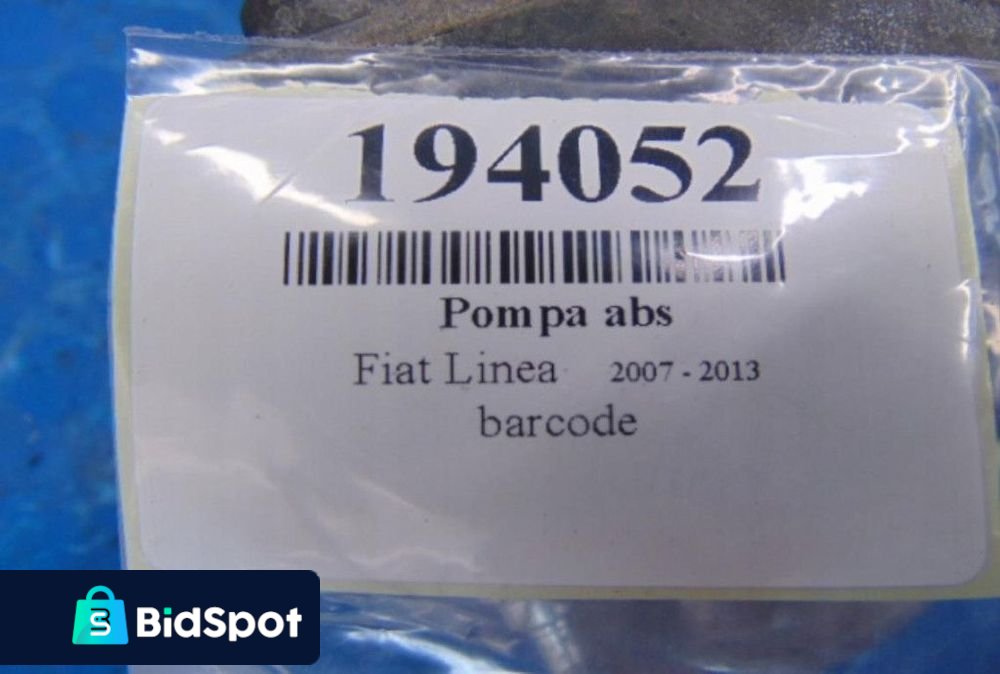 194052
Pompa abs
Fiat Linea 2007 - 2013
barcode
BidSpot